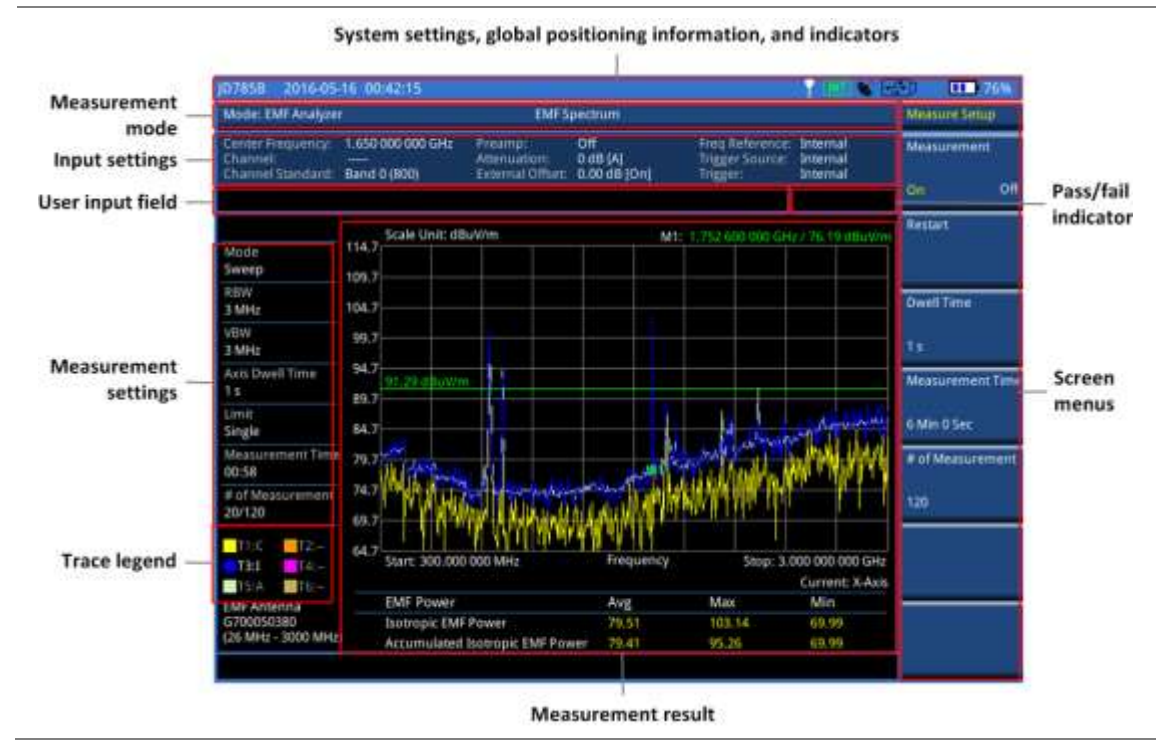 System settings, global positioning information, and indicators
JD785B 2016-05-16 00:42:15 76%
Measurement mode
Mode: EMF Analyzer EMF Spectrum Measure Setup
Input settings
Center Frequency: 1.650 000 000 GHz Preamp: Off Freq Reference: Internal
Channel: ---- Attenuation: 0 dB [A] Trigger Source: Internal
Channel Standard: Band 0 (800) External Offset: 0.00 dB [On] Trigger: Internal
User input field
Pass/fail indicator
Measurement
On Off
Restart
Dwell Time
1 s
Measurement Time
6 Min 0 Sec
# of Measurement
120
Screen menus
Measurement settings
Mode
Sweep
RBW
3 MHz
VBW
3 MHz
Axis Dwell Time
1 s
Limit
Single
Measurement Time
00:58
# of Measurement
20/120
Trace legend
T1:C T2:--
T3:I T4:--
T5:A T6:--
EMF Antenna
G700050380
(26 MHz - 3000 MHz)
Scale Unit: dBuV/m M1: 1,752.600 000 GHz / 76.19 dBuV/m
114.7
109.7
104.7
99.7
94.7
91.29 dBuV/m
89.7
84.7
79.7
74.7
69.7
64.7
Start: 300.000 000 MHz Frequency Stop: 3.000 000 000 GHz
Current: X-Axis
EMF Power Avg Max Min
Isotropic EMF Power 79.51 103.14 69.99
Accumulated Isotropic EMF Power 79.41 95.26 69.99
Measurement result